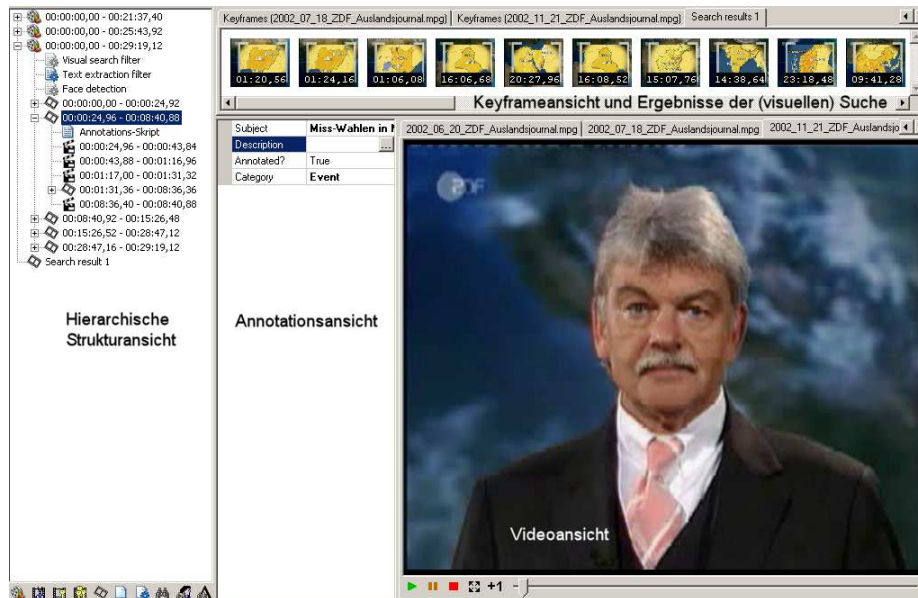 00:00:00,00 - 00:21:37,40
00:00:00,00 - 00:25:43,92
00:00:00,00 - 00:29:19,12
Visual search filter
Text extraction filter
Face detection
00:00:00,00 - 00:00:24,92
00:00:24,96 - 00:08:40,88
Annotations-Skript
00:00:24,96 - 00:00:43,84
00:00:43,88 - 00:01:16,96
00:01:17,00 - 00:01:31,32
00:01:31,36 - 00:08:36,36
00:08:36,40 - 00:08:40,88
00:08:40,92 - 00:15:26,48
00:15:26,52 - 00:28:47,12
00:28:47,16 - 00:29:19,12
Search result 1
Hierarchische
Strukturansicht
Keyframes (2002_07_18_ZDF_Auslandsjournal.mpg) Keyframes (2002_11_21_ZDF_Auslandsjournal.mpg) Search results 1
01:20,56 01:24,16 01:06,08 16:06,68 20:27,96 16:08,52 15:07,76 14:38,64 23:18,48 09:41,28
Keyframeansicht und Ergebnisse der (visuellen) Suche
Subject Miss-Wahlen in
Description ...
Annotated? True
Category Event
Annotationsansicht
2002_06_20_ZDF_Auslandsjournal.mpg 2002_07_18_ZDF_Auslandsjournal.mpg 2002_11_21_ZDF_Auslandsjo
ZDF
Videoansicht
+1